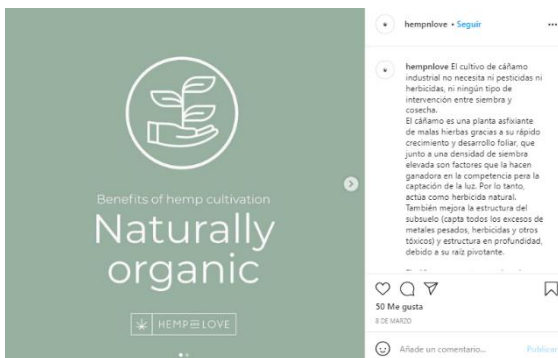 Benefits of hemp cultivation
Naturally
organic
HEMP IN LOVE
hempnlove • Seguir
hempnlove El cultivo de cáñamo
industrial no necesita ni pesticidas ni
herbicidas, ni ningún tipo de
intervención entre siembra y
cosecha.
El cáñamo es una planta asfixiante
de malas hierbas gracias a su rápido
crecimiento y desarrollo foliar, que
junto a una densidad de siembra
elevada son factores que la hacen
ganadora en la competencia pera la
captación de la luz. Por lo tanto,
actúa como herbicida natural.
También mejora la estructura del
subsuelo (capta todos los excesos de
metales pesados, herbicidas y otros
tóxicos) y estructura en profundidad,
debido a su raíz pivotante.
50 Me gusta
8 DE MARZO
Añade un comentario...
Publicar